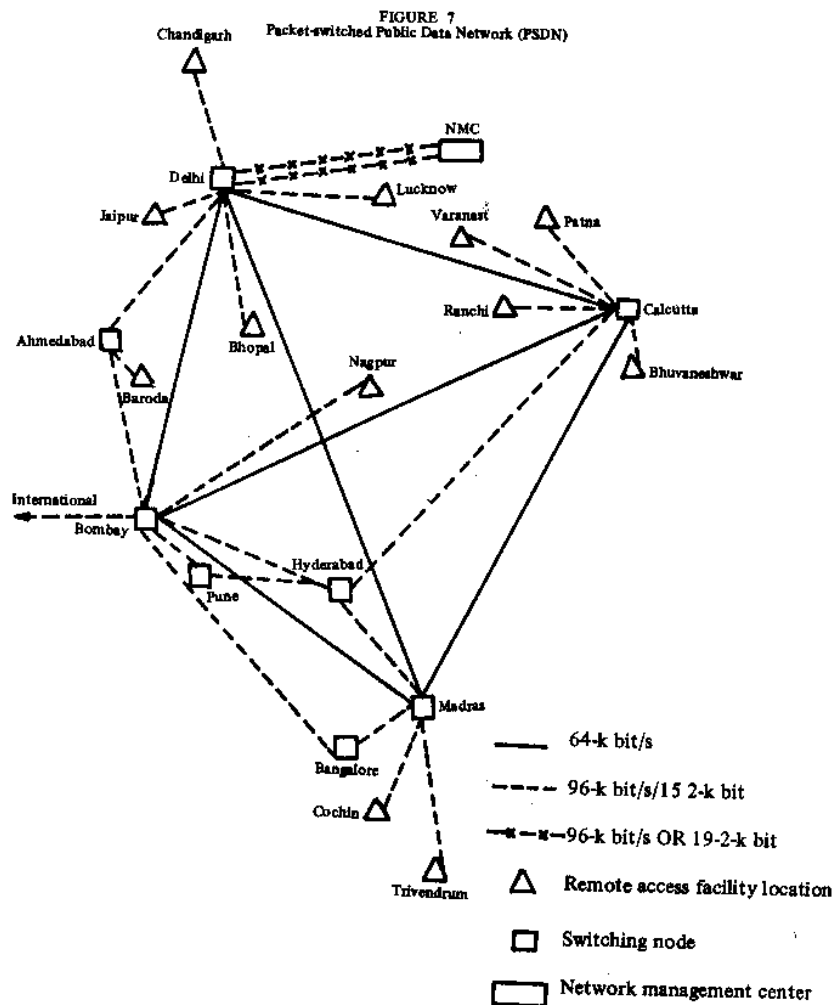 FIGURE 7
Packet-switched Public Data Network (PSDN)
Chandigarh
NMC
Delhi
Lucknow
Jaipur
Varanasi
Patna
Ranchi
Calcutta
Ahmedabad
Bhopal
Nagpur
Bhuvaneshwar
Baroda
International
Bombay
Hyderabad
Pune
Madras
Bangalore
Cochin
Trivendrum
64-k bit/s
96-k bit/s/15 2-k bit
96-k bit/s OR 19-2-k bit
Remote access facility location
Switching node
Network management center